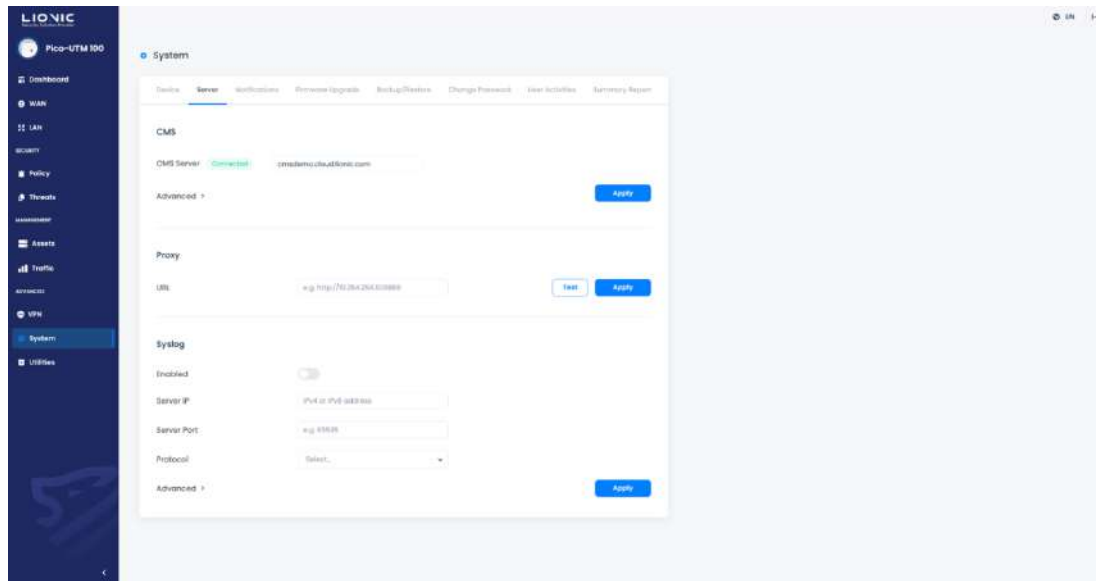 LIONIC
Pico-UTM 100
EN
System
Dashboard
WAN
LAN
SECURITY
Policy
Threats
MANAGEMENT
Assets
Traffic
ADVANCED
VPN
System
Utilities
Device Server Notifications Firmware Upgrade Backup/Restore Change Password User Activities Summary Report
CMS
CMS Server Connected cmsdemo.cloud.lionic.com
Advanced >
Apply
Proxy
URL
Test Apply
Syslog
Enabled
Server IP IPv4 or IPv6 address
Server Port
Protocol Select...
Advanced >
Apply